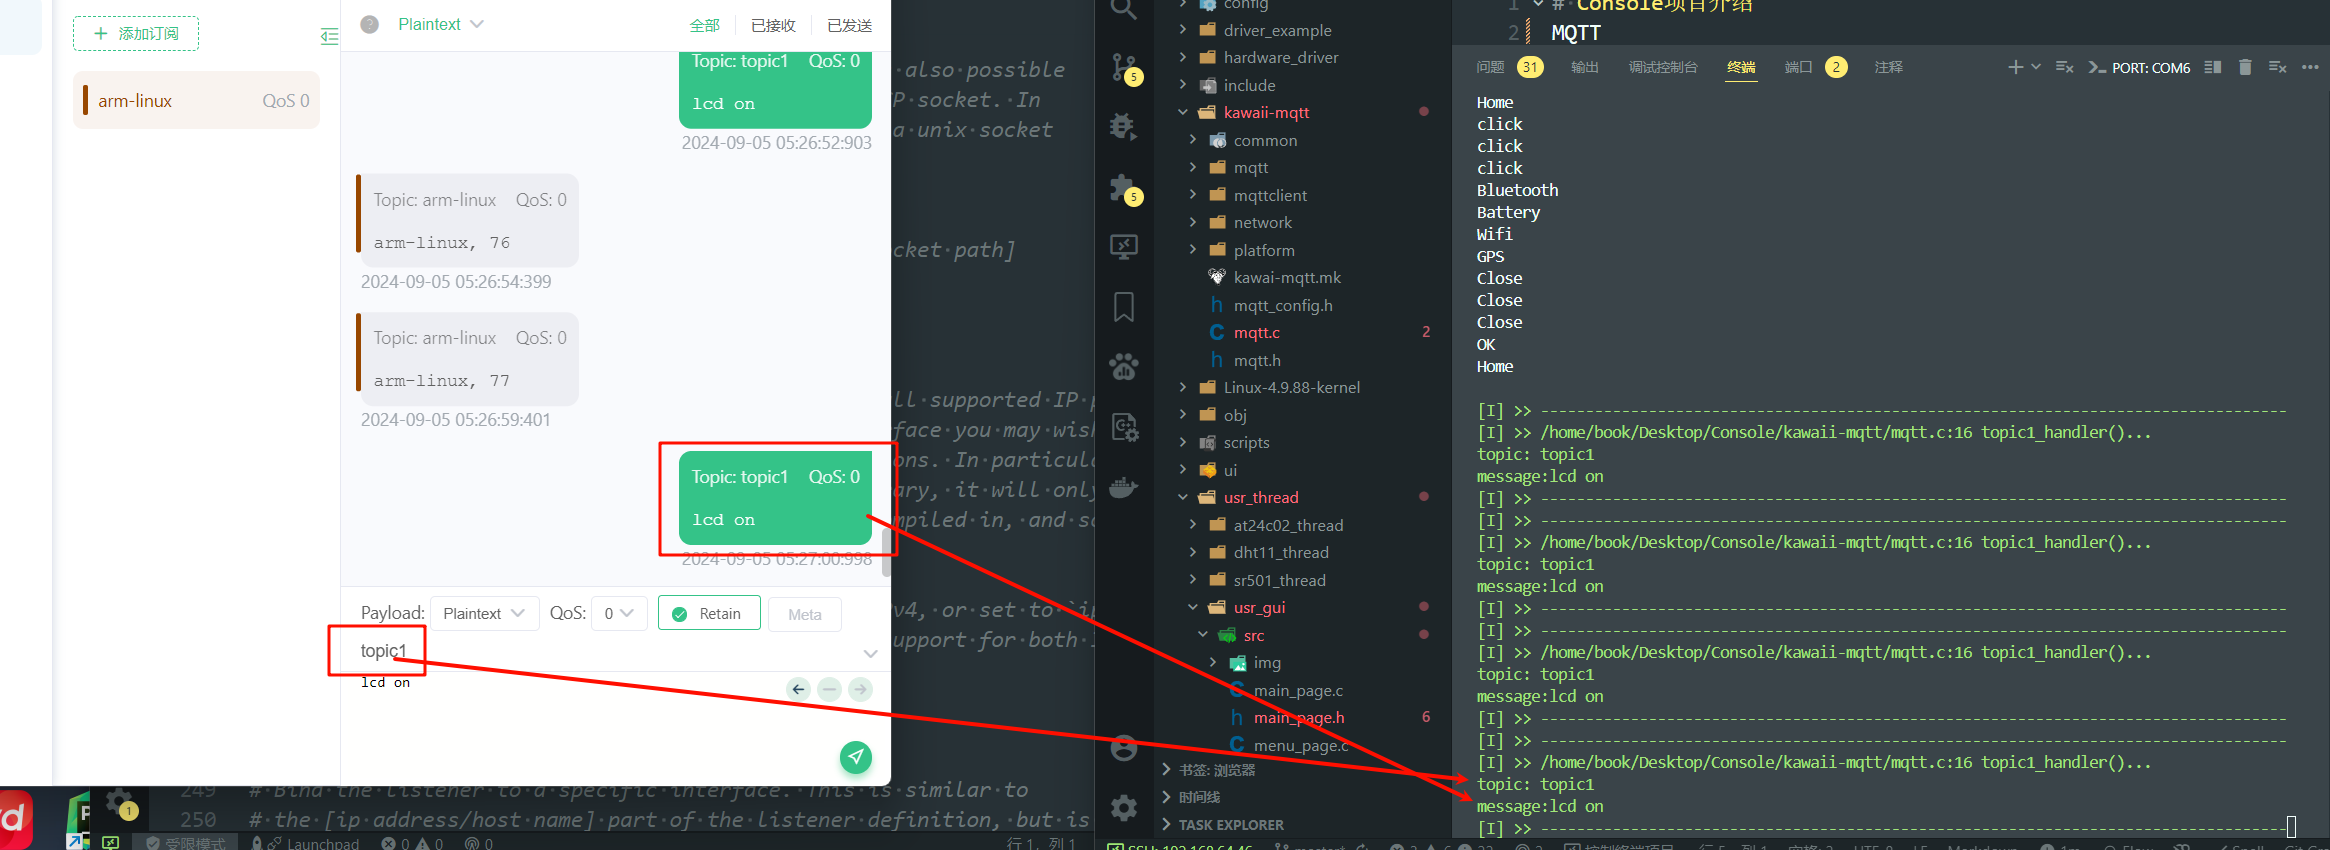 添加订阅
arm-linux QoS 0
Plaintext
全部 已接收 已发送
Topic: topic1 QoS: 0
lcd on
2024-09-05 05:26:52:903
Topic: arm-linux QoS: 0
arm-linux, 76
2024-09-05 05:26:54:399
Topic: arm-linux QoS: 0
arm-linux, 77
2024-09-05 05:26:59:401
Topic: topic1 QoS: 0
lcd on
2024-09-05 05:27:00:998
Payload: Plaintext QoS: 0 Retain Meta
topic1
lcd on
also possible
P socket. In
a unix socket
cket path]
ll supported IP p
face you may wish
ons. In particula
ary, it will only
mpiled in, and so
v4, or set to `ip
upport for both i
249 # Bind the listener to a specific interface. This is similar to
250 # the [ip address/host name] part of the listener definition, but is
1
受限模式 Launchpad 0 0 0 行 1, 列 1
5
5
config
driver_example
hardware_driver
include
kawaii-mqtt
common
mqtt
mqttclient
network
platform
kawai-mqtt.mk
mqtt_config.h
mqtt.c 2
mqtt.h
Linux-4.9.88-kernel
obj
scripts
ui
usr_thread
at24c02_thread
dht11_thread
sr501_thread
usr_gui
src
img
main_page.c
main_page.h 6
menu_page.c
书签: 浏览器
时间线
TASK EXPLORER
1 # Console项目介绍
2 MQTT
问题 31 输出 调试控制台 终端 端口 2 注释
PORT: COM6
Home
click
click
click
Bluetooth
Battery
Wifi
GPS
Close
Close
Close
OK
Home
[I] >> ----------------------------------------------------------------------------------
[I] >> /home/book/Desktop/Console/kawaii-mqtt/mqtt.c:16 topic1_handler()...
topic: topic1
message:lcd on
[I] >> ----------------------------------------------------------------------------------
[I] >> ----------------------------------------------------------------------------------
[I] >> /home/book/Desktop/Console/kawaii-mqtt/mqtt.c:16 topic1_handler()...
topic: topic1
message:lcd on
[I] >> ----------------------------------------------------------------------------------
[I] >> ----------------------------------------------------------------------------------
[I] >> /home/book/Desktop/Console/kawaii-mqtt/mqtt.c:16 topic1_handler()...
topic: topic1
message:lcd on
[I] >> ----------------------------------------------------------------------------------
[I] >> ----------------------------------------------------------------------------------
[I] >> /home/book/Desktop/Console/kawaii-mqtt/mqtt.c:16 topic1_handler()...
topic: topic1
message:lcd on
[I] >> ----------------------------------------------------------------------------------